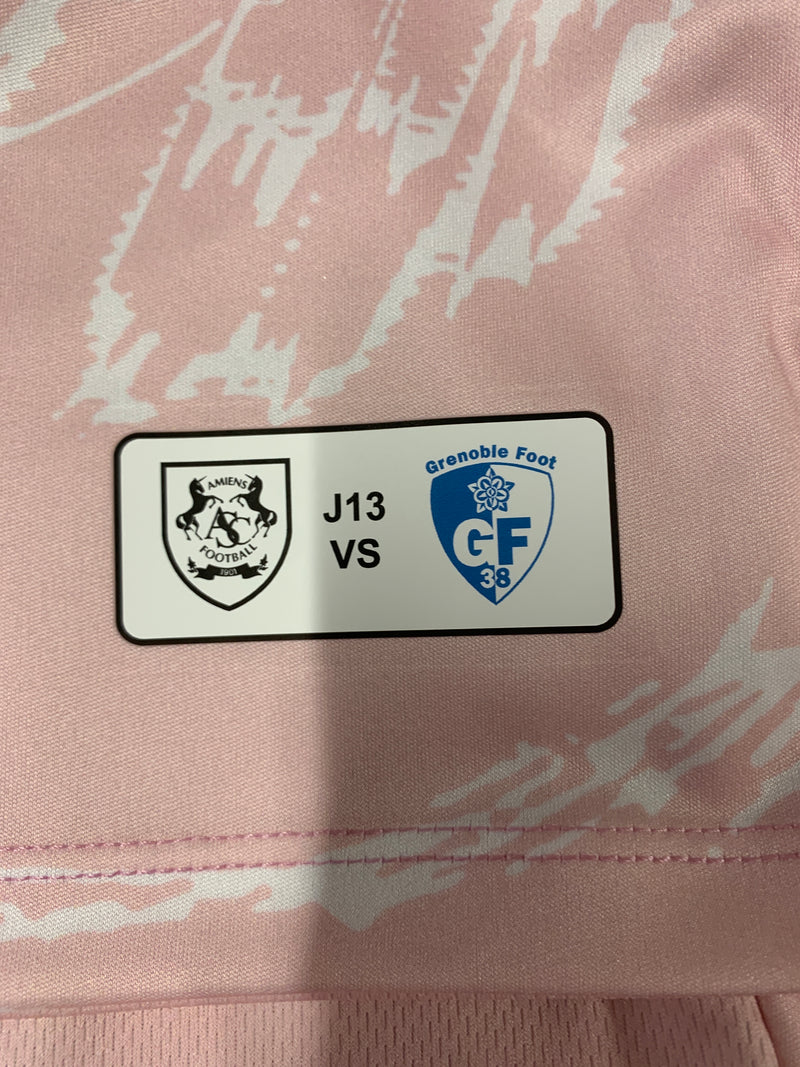 AMIENS
ASC
FOOTBALL
1901
J13
VS
Grenoble Foot
GF
38